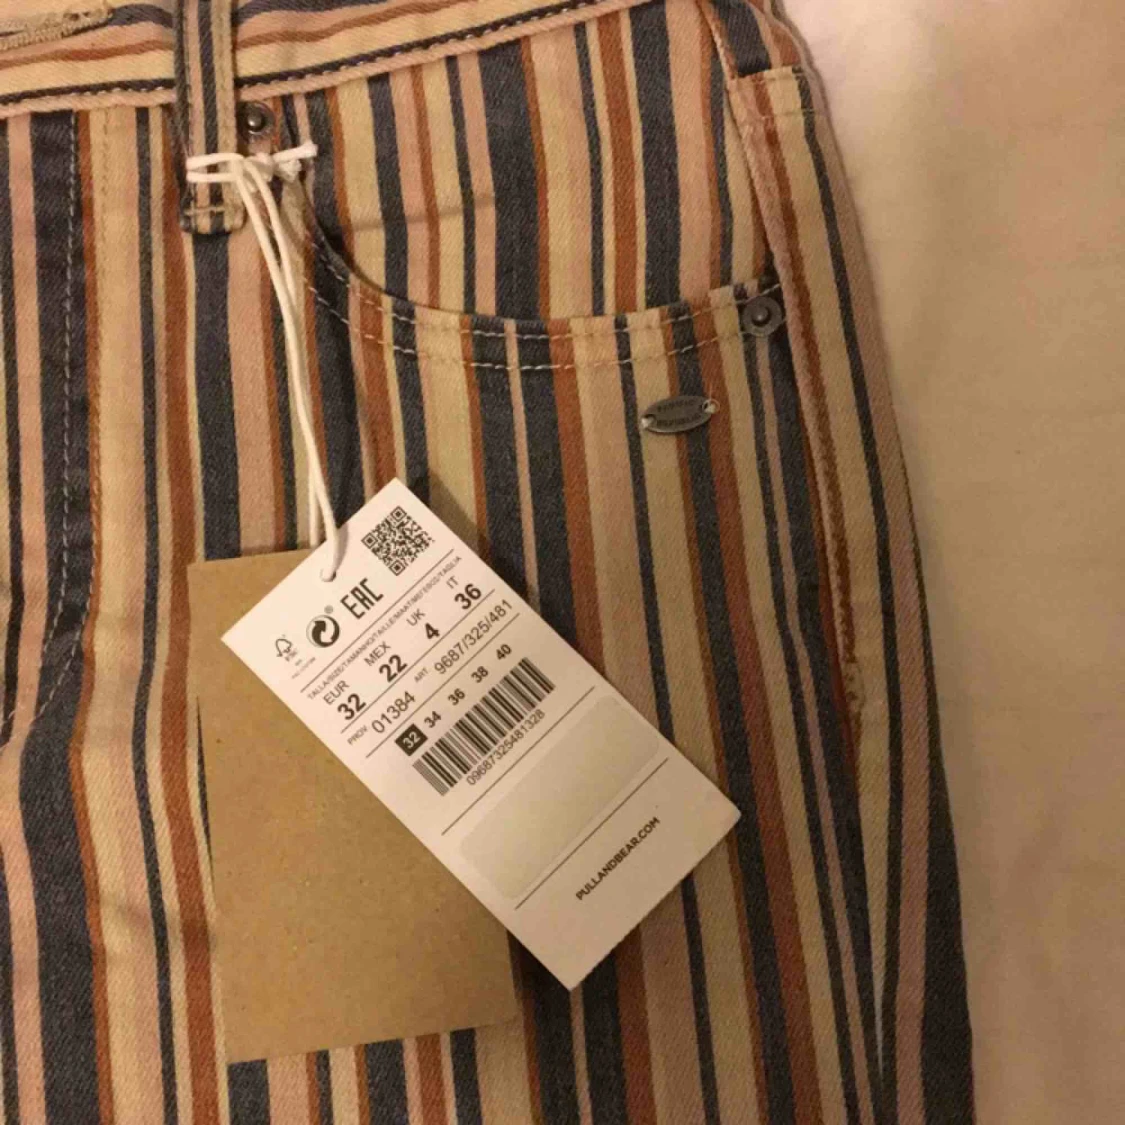 EAC
TALLA/SIZE/TAMANHO/TAILLE/MAAT/MEгEBOS/TAGLIA
EUR MEX UK IT
32 22 4 36
PROV. 01384 ART. 9687/325/481
32 34 36 38 40
09687325481328
PULLANDBEAR.COM